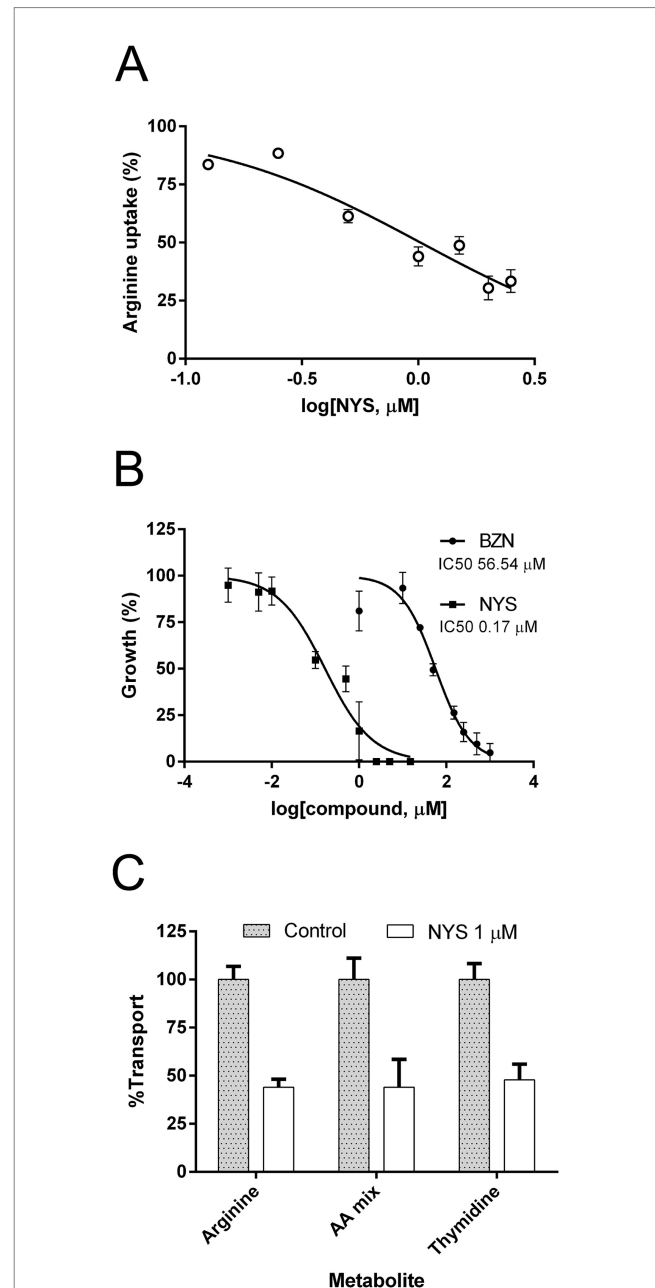 A
100
75
50
25
0
Arginine uptake (%)
-1.0 -0.5 0.0 0.5
log[NYS, μM]
B
125
100
75
50
25
0
Growth (%)
BZN
IC50 56.54 μM
NYS
IC50 0.17 μM
-4 -2 0 2 4
log[compound, μM]
C
Control NYS 1 μM
125
100
75
50
25
0
%Transport
Arginine AA mix Thymidine
Metabolite